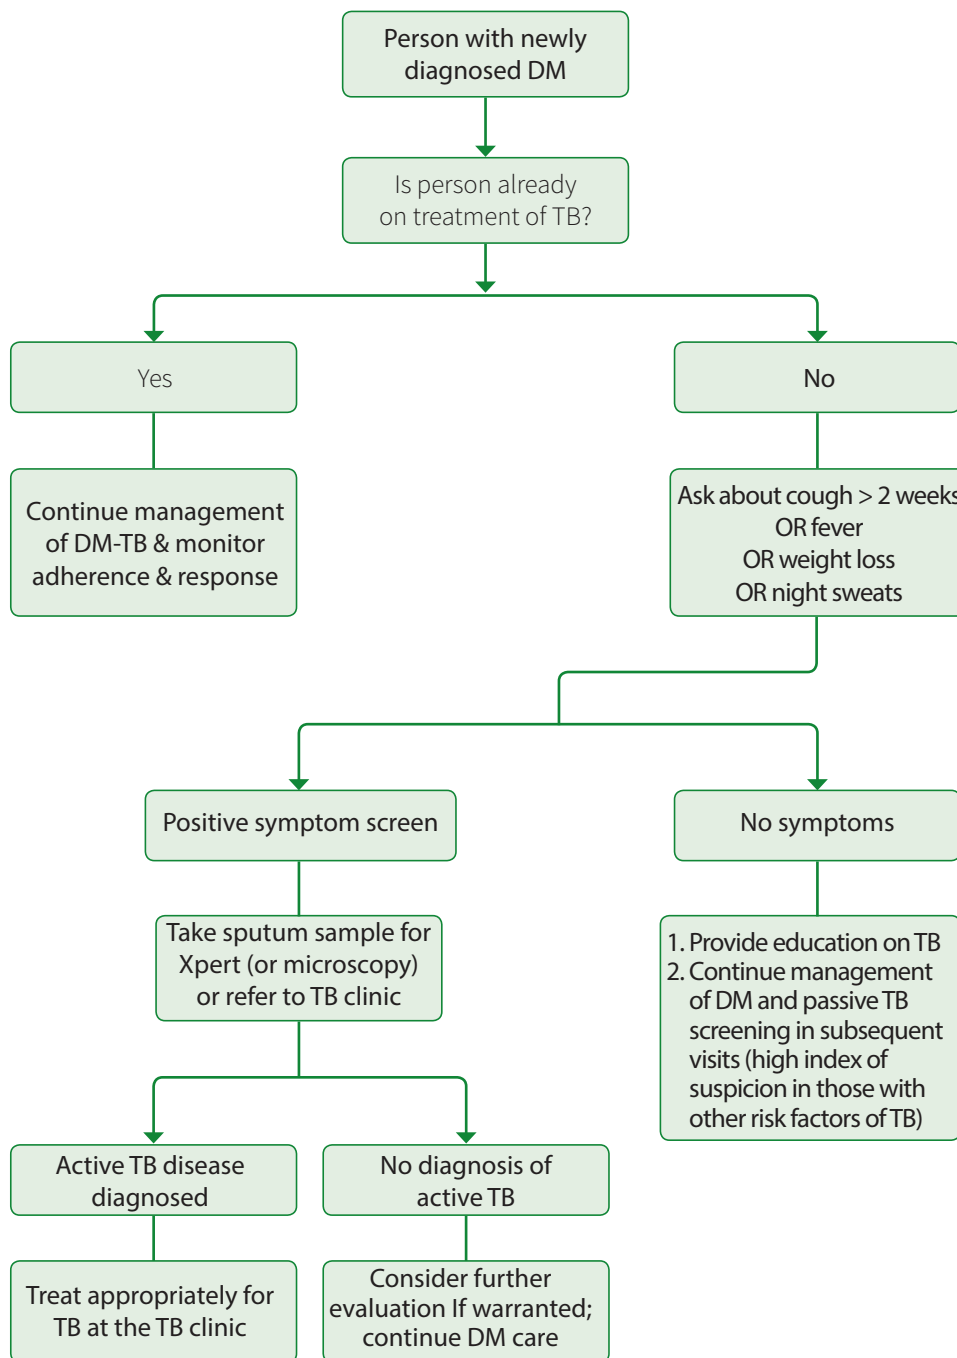 Person with newly
diagnosed DM
Is person already
on treatment of TB?
Yes
No
Continue management
of DM-TB & monitor
adherence & response
Ask about cough > 2 weeks
OR fever
OR weight loss
OR night sweats
Positive symptom screen
No symptoms
Take sputum sample for
Xpert (or microscopy)
or refer to TB clinic
1. Provide education on TB
2. Continue management
of DM and passive TB
screening in subsequent
visits (high index of
suspicion in those with
other risk factors of TB)
Active TB disease
diagnosed
No diagnosis of
active TB
Treat appropriately for
TB at the TB clinic
Consider further
evaluation If warranted;
continue DM care